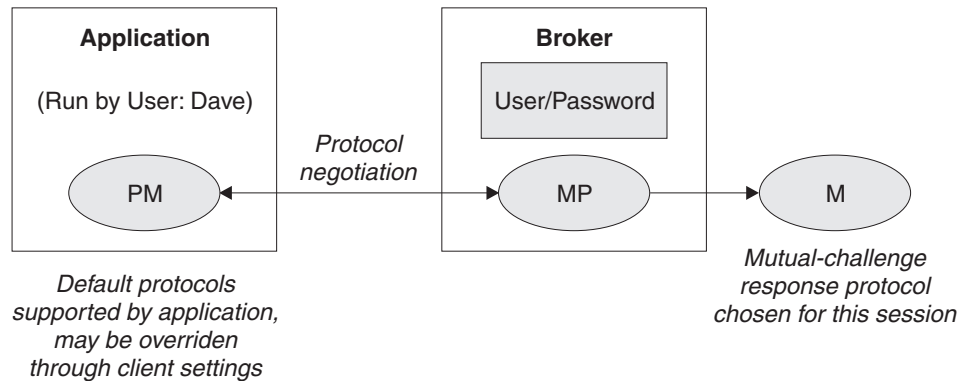 Application
(Run by User: Dave)
PM
Default protocols
supported by application,
may be overriden
through client settings
Protocol
negotiation
Broker
User/Password
MP
M
Mutual-challenge
response protocol
chosen for this session